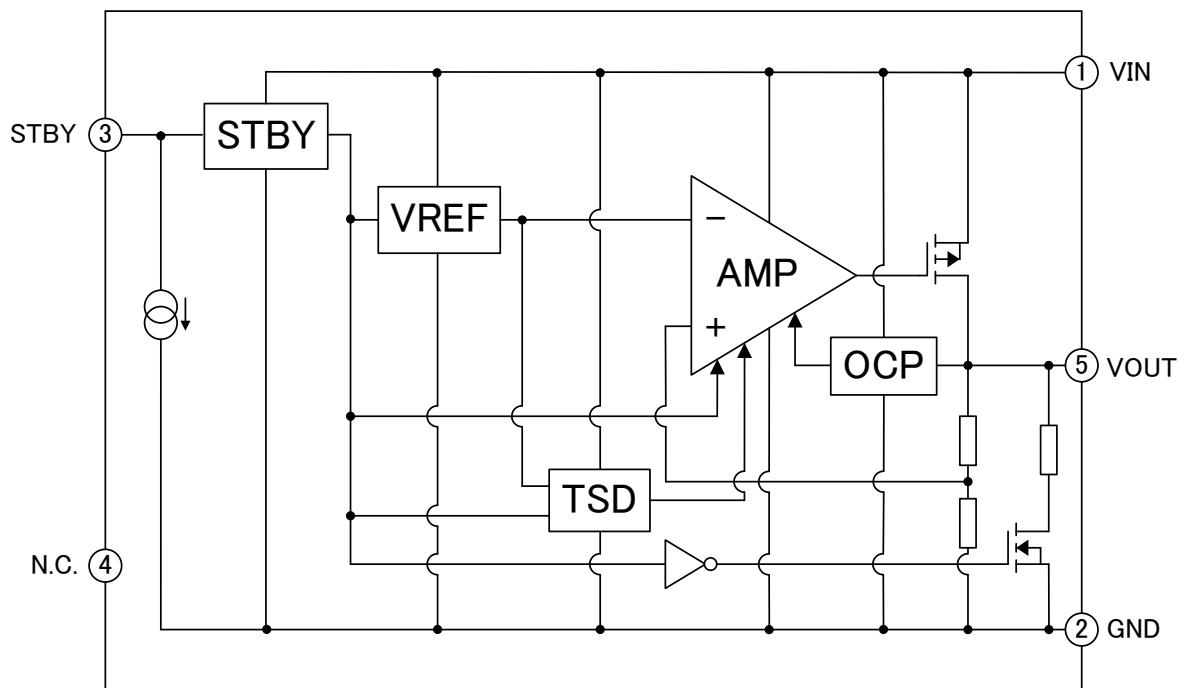 1 VIN
STBY 3
STBY
VREF
−
AMP
+
OCP
5 VOUT
TSD
N.C. 4
2 GND